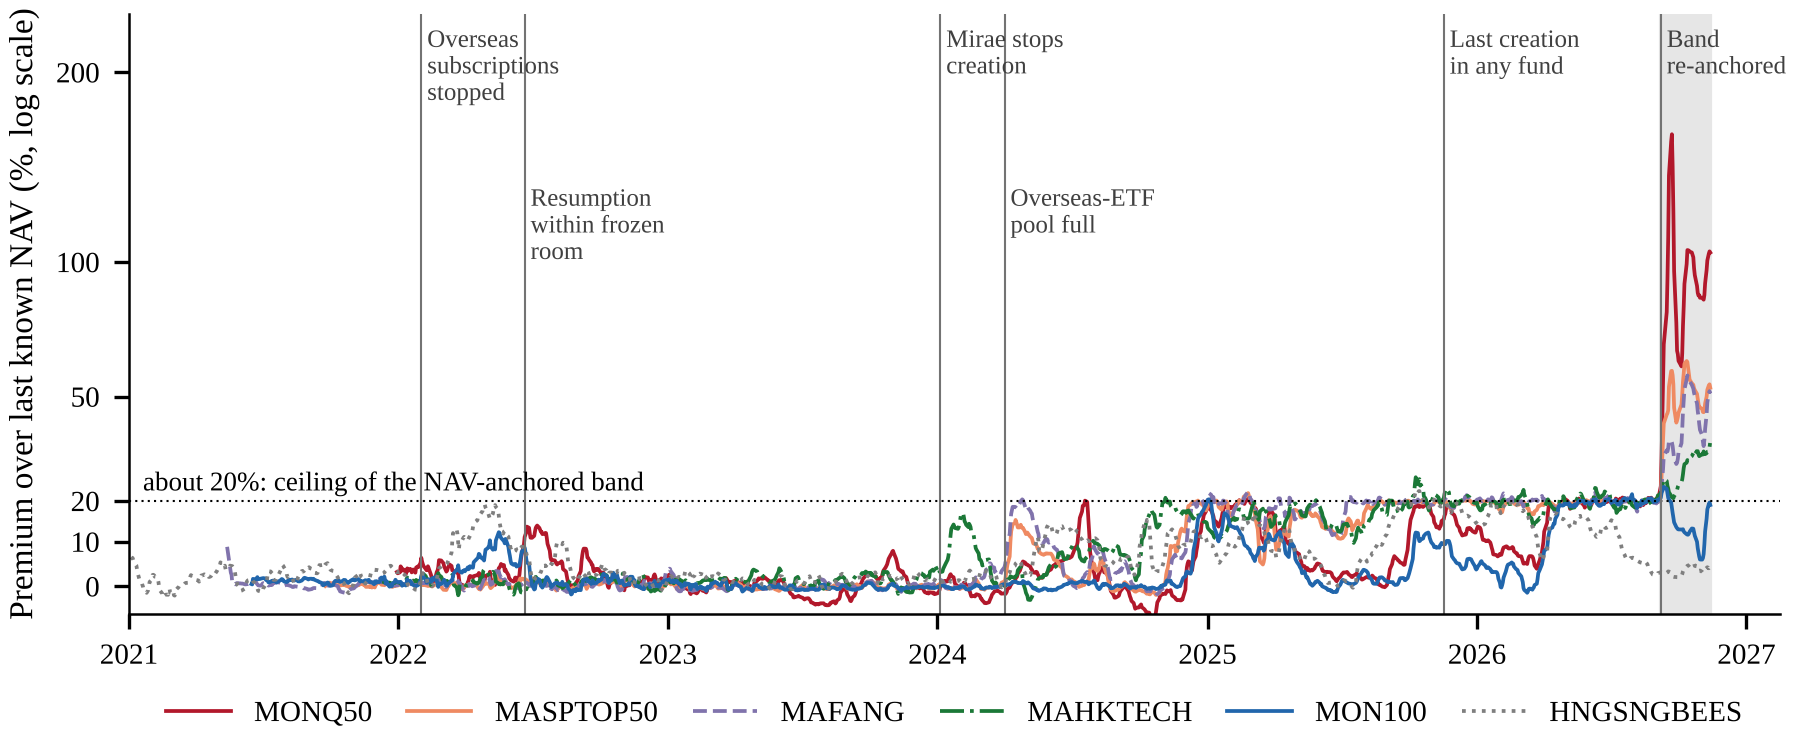 Premium over last known NAV (%, log scale)
200
100
50
20
10
0
Overseas
subscriptions
stopped
Resumption
within frozen
room
Mirae stops
creation
Overseas-ETF
pool full
Last creation
in any fund
Band
re-anchored
about 20%: ceiling of the NAV-anchored band
2021
2022
2023
2024
2025
2026
2027
MONQ50
MASPTOP50
MAFANG
MAHKTECH
MON100
HNGSNGBEES